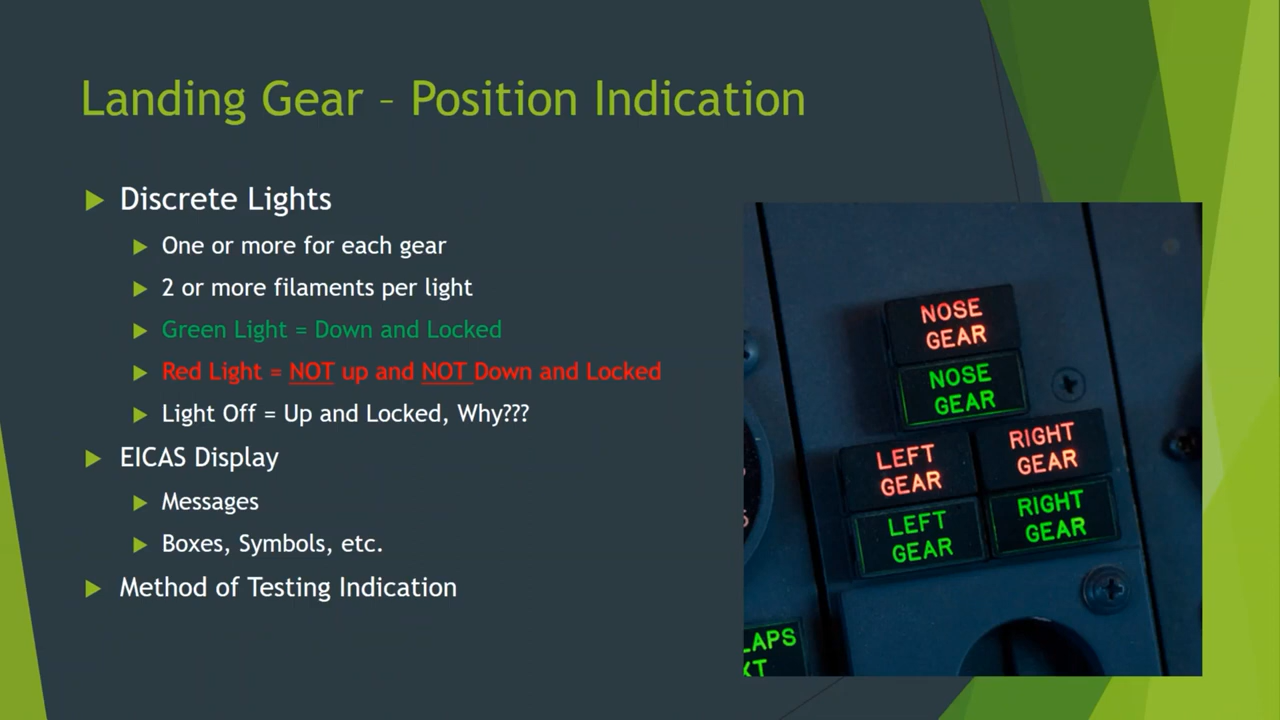 Landing Gear – Position Indication
Discrete Lights
One or more for each gear
2 or more filaments per light
Green Light = Down and Locked
Red Light = NOT up and NOT Down and Locked
Light Off = Up and Locked, Why???
EICAS Display
Messages
Boxes, Symbols, etc.
Method of Testing Indication
NOSE
GEAR
NOSE
GEAR
LEFT
GEAR
RIGHT
GEAR
LEFT
GEAR
RIGHT
GEAR
LAPS
XT